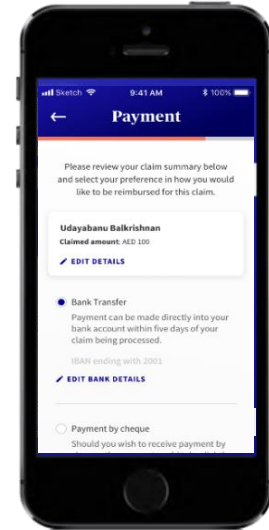 Sketch 9:41 AM 100%
Payment
Please review your claim summary below
and select your preference in how you would
like to be reimbursed for this claim.
Udayabanu Balkrishnan
Claimed amount: AED 100
EDIT DETAILS
Bank Transfer
Payment can be made directly into your
bank account within five days of your
claim being processed.
IBAN ending with 2001
EDIT BANK DETAILS
Payment by cheque
Should you wish to receive payment by